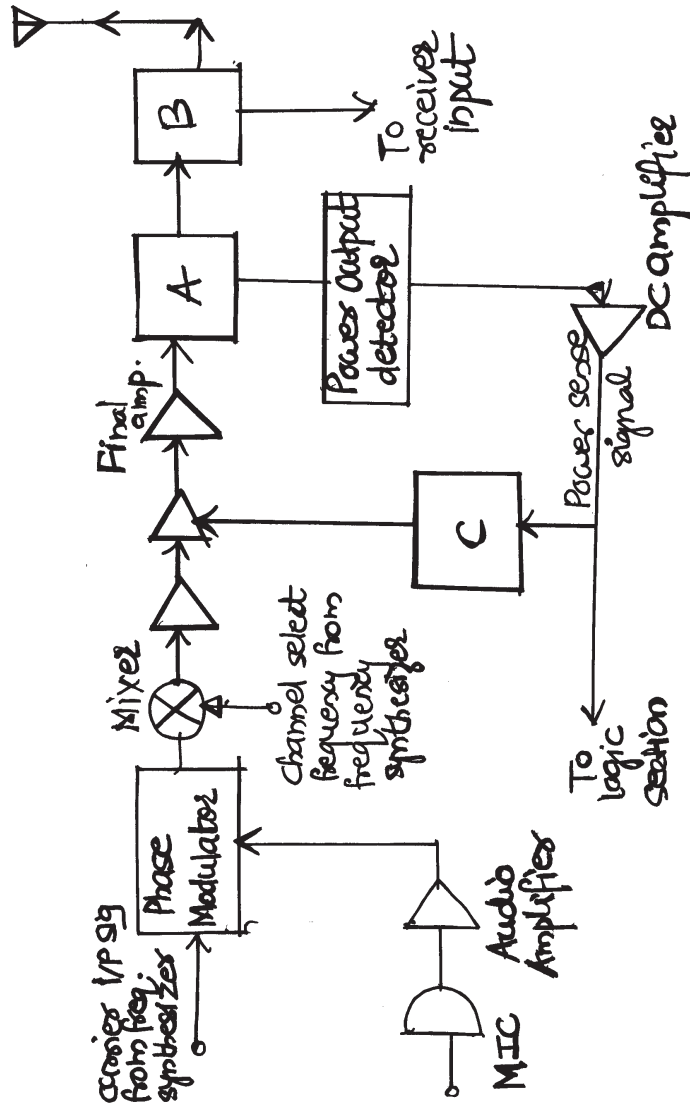 carrier I/P sig
from freq.
synthesizer
Phase
Modulator
MIC
Audio
Amplifier
Mixer
channel select
frequency from
frequency
synthesizer
Final
amp.
A
B
To
receiver
input
Power output
detector
C
Power sense
signal
DC amplifier
To
logic
section